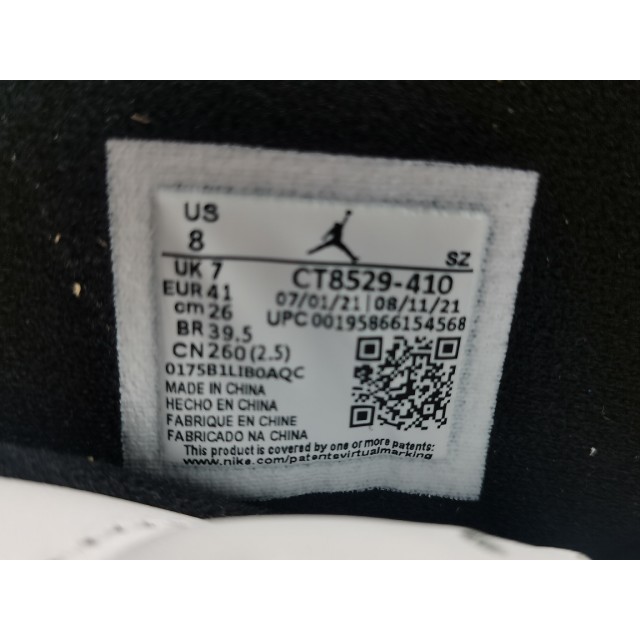 US
8
SZ
UK 7
EUR 41
cm 26
BR 39.5
CN 260 (2.5)
CT8529-410
07/01/21 | 08/11/21
UPC 00195866154568
0175B1LIB0AQC
MADE IN CHINA
HECHO EN CHINA
FABRIQUE EN CHINE
FABRICADO NA CHINA
This product is covered by one or more patents:
www.nike.com/patentsvirtualmarking